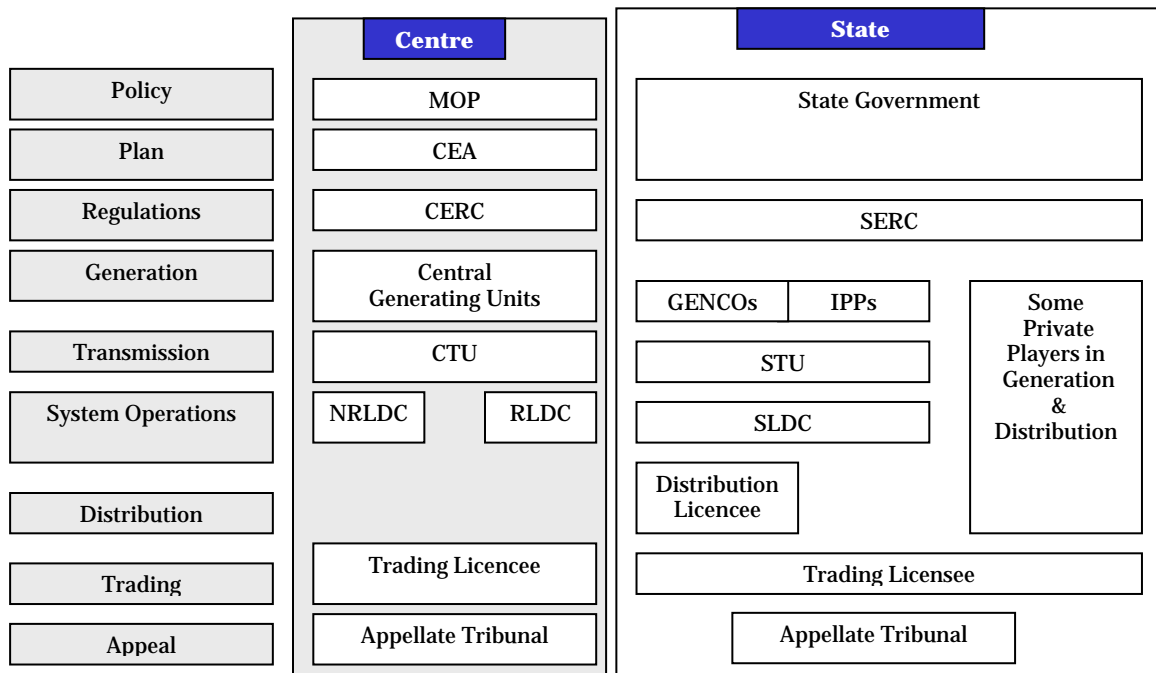 Centre
State
Policy
MOP
State Government
Plan
CEA
Regulations
CERC
SERC
Generation
Central
Generating Units
GENCOs
IPPs
Some
Private
Players in
Generation
&
Distribution
Transmission
CTU
STU
System Operations
NRLDC
RLDC
SLDC
Distribution
Distribution
Licencee
Trading
Trading Licencee
Trading Licensee
Appeal
Appellate Tribunal
Appellate Tribunal